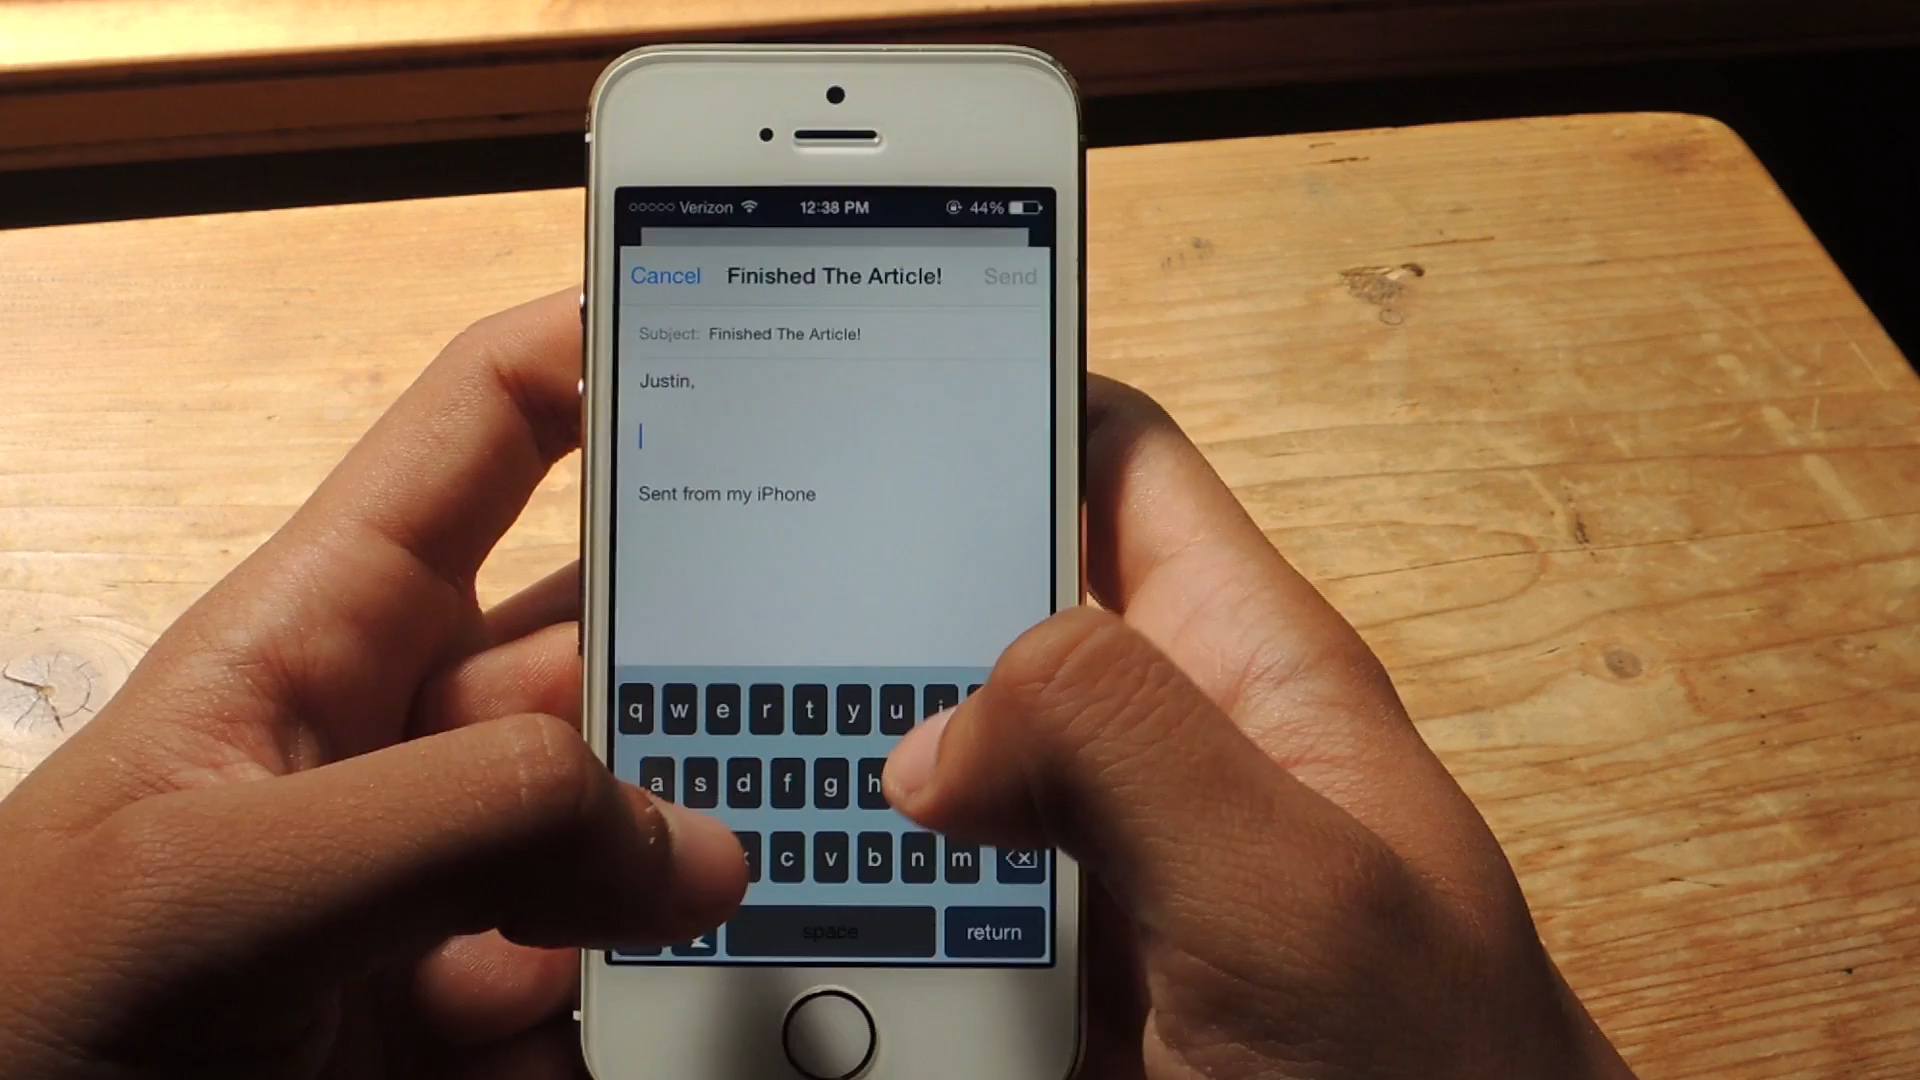 Verizon 12:38 PM 44%
Cancel Finished The Article! Send
Subject: Finished The Article!
Justin,
Sent from my iPhone
q w e r t y u i
a s d f g h
c v b n m
space return